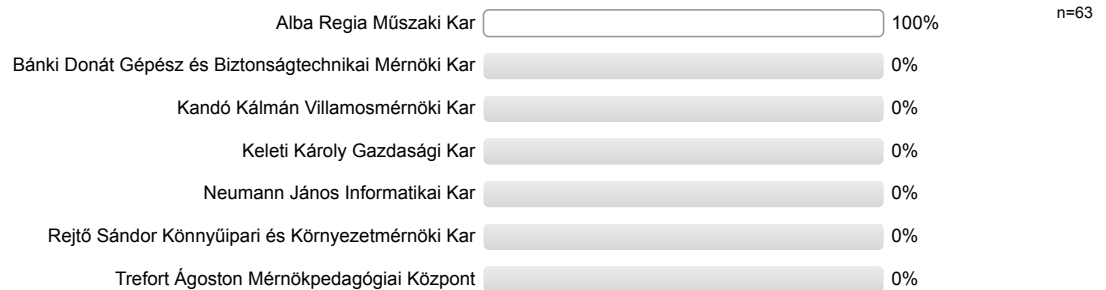 Alba Regia Műszaki Kar 100% n=63
Bánki Donát Gépész és Biztonságtechnikai Mérnöki Kar 0%
Kandó Kálmán Villamosmérnöki Kar 0%
Keleti Károly Gazdasági Kar 0%
Neumann János Informatikai Kar 0%
Rejtő Sándor Könnyűipari és Környezetmérnöki Kar 0%
Trefort Ágoston Mérnökpedagógiai Központ 0%